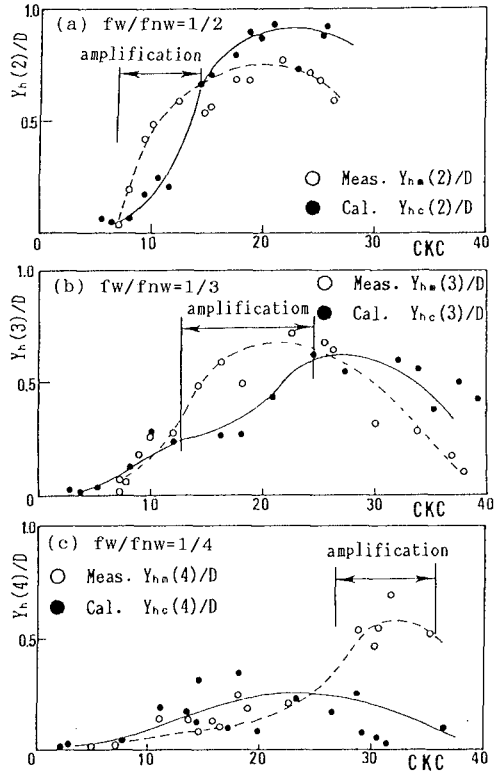 (a) fw/fnw=1/2
amplification
1.0
0.5
Yh(2)/D
○ Meas. Yhm(2)/D
● Cal. Yhc(2)/D
0 10 20 30 40
CKC
(b) fw/fnw=1/3
amplification
1.0
0.5
Yh(3)/D
○ Meas. Yhm(3)/D
● Cal. Yhc(3)/D
0 10 20 30 40
CKC
(c) fw/fnw=1/4
amplification
1.0
0.5
Yh(4)/D
○ Meas. Yhm(4)/D
● Cal. Yhc(4)/D
0 10 20 30 40
CKC